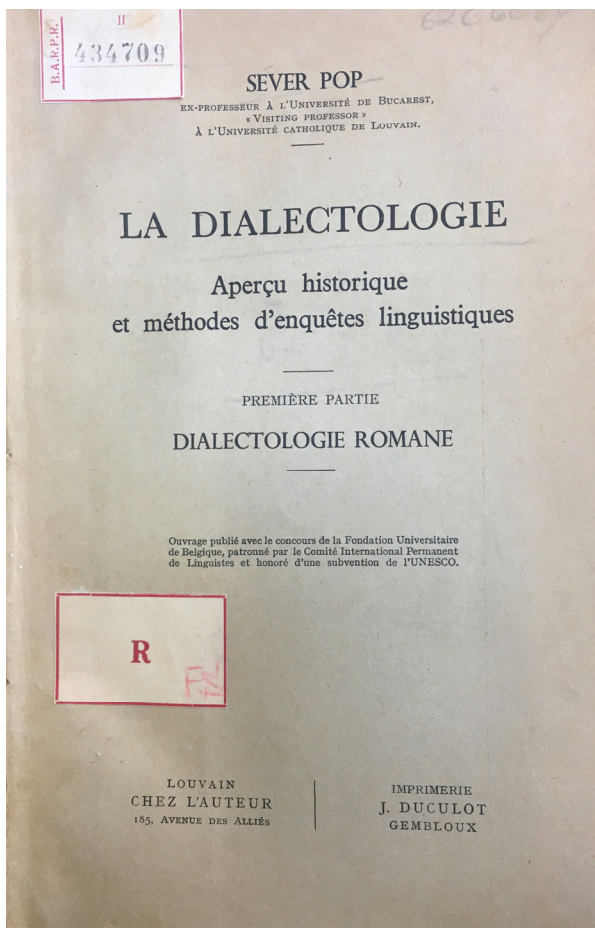 II
B.A.R.P.R.
434709
SEVER POP
EX-PROFESSEUR À L'UNIVERSITÉ DE BUCAREST,
« VISITING PROFESSOR »
À L'UNIVERSITÉ CATHOLIQUE DE LOUVAIN.
LA DIALECTOLOGIE
Aperçu historique
et méthodes d'enquêtes linguistiques
PREMIÈRE PARTIE
DIALECTOLOGIE ROMANE
Ouvrage publié avec le concours de la Fondation Universitaire
de Belgique, patronné par le Comité International Permanent
de Linguistes et honoré d'une subvention de l'UNESCO.
R
LOUVAIN
CHEZ L'AUTEUR
185, AVENUE DES ALLIÉS
IMPRIMERIE
J. DUCULOT
GEMBLOUX